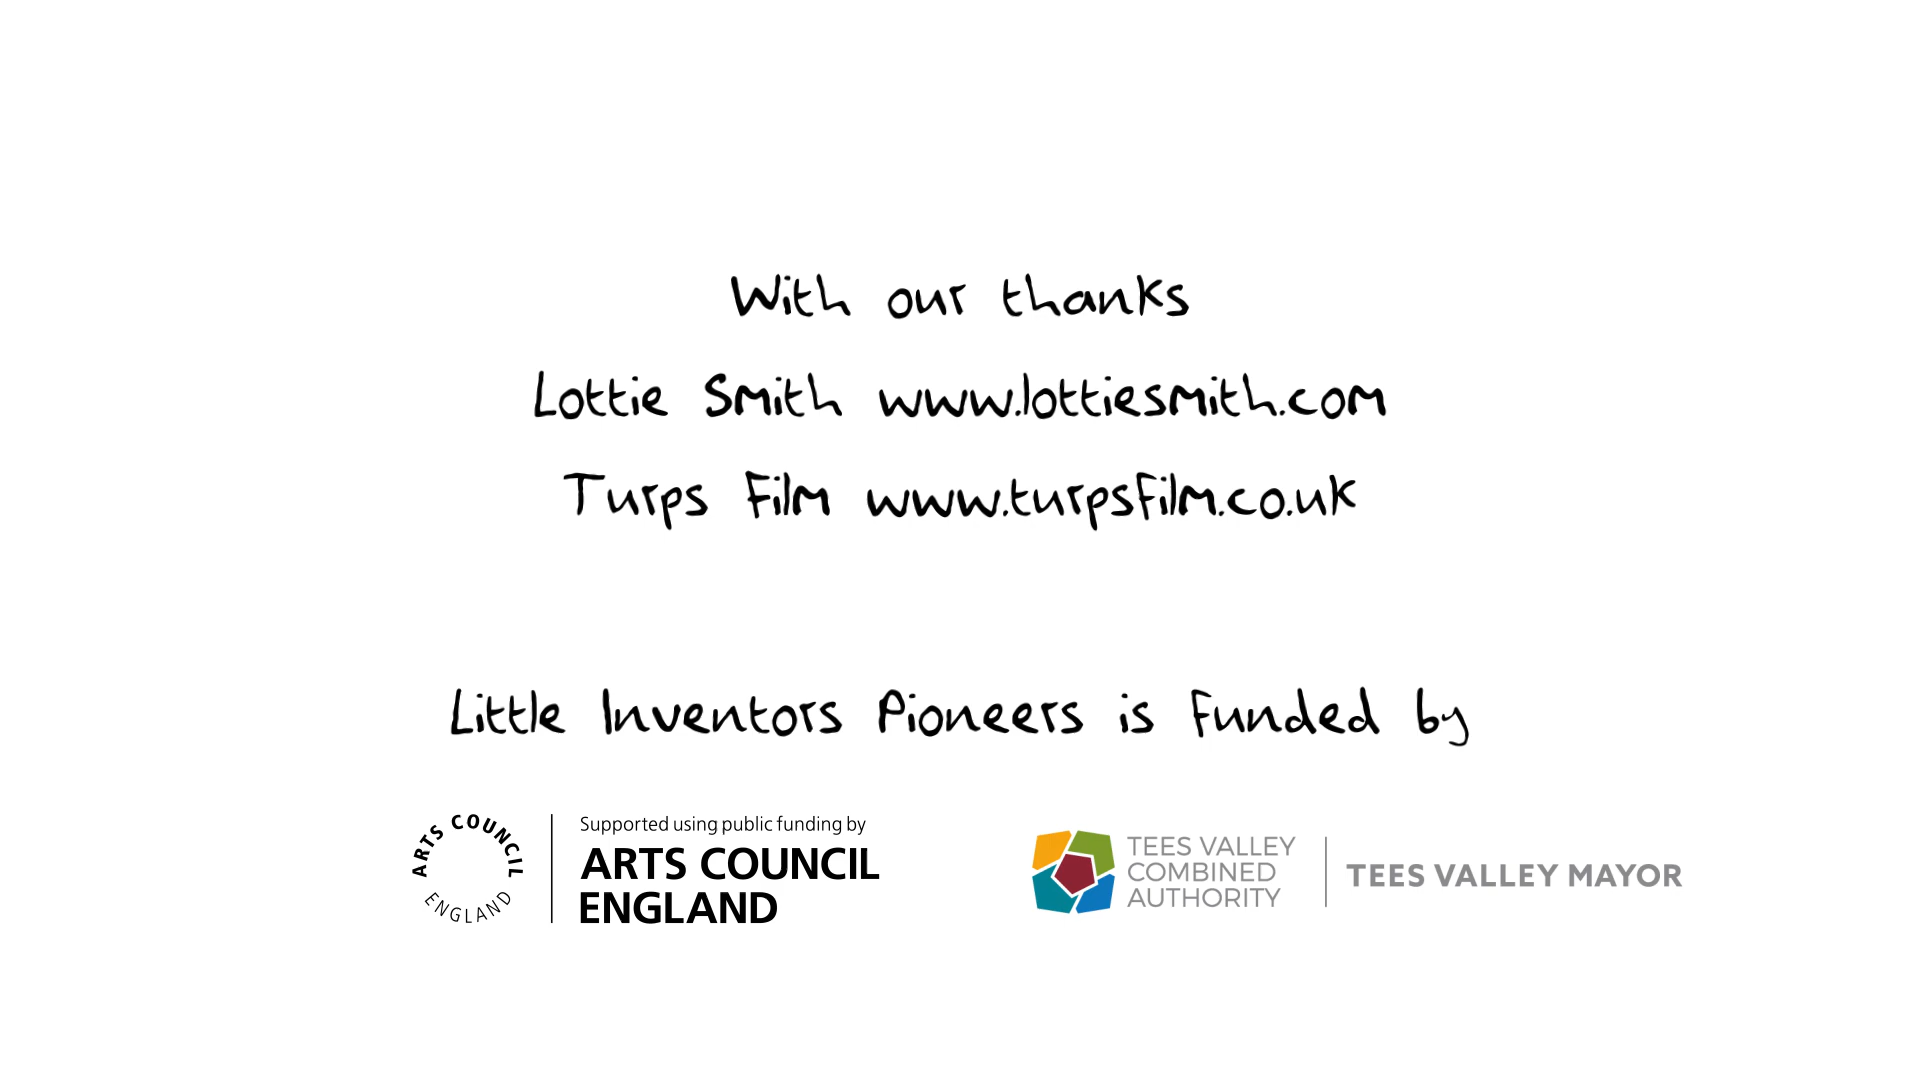 With our thanks
Lottie Smith www.lottiesmith.com
Turps Film www.turpsfilm.co.uk
Little Inventors Pioneers is funded by
ARTS COUNCIL ENGLAND
Supported using public funding by
ARTS COUNCIL
ENGLAND
TEES VALLEY
COMBINED
AUTHORITY
TEES VALLEY MAYOR